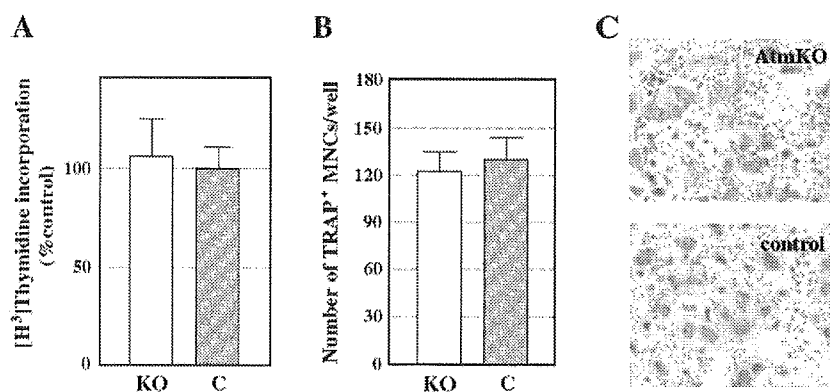 A
[H³]Thymidine incorporation
(%control)
100
50
0
KO C
B
Number of TRAP⁺ MNCs/well
180
150
120
90
60
30
0
KO C
C
AtmKO
control